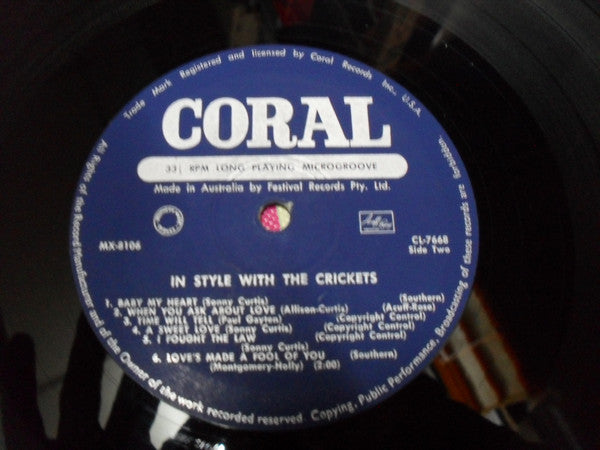 Trade Mark Registered and licensed by Coral Records Inc., U.S.A.
CORAL
33⅓ RPM LONG PLAYING MICROGROOVE
Made in Australia by Festival Records Pty. Ltd.
MX-8106
CL-7668
Side Two
IN STYLE WITH THE CRICKETS
1. BABY MY HEART (Sonny Curtis) (Southern)
2. WHEN YOU ASK ABOUT LOVE (Allison-Curtis) (Acuff-Rose)
3. TIME WILL TELL (Paul Gayten) (Copyright Control)
4. A SWEET LOVE (Sonny Curtis) (Copyright Control)
5. I FOUGHT THE LAW (Copyright Control)
(Sonny Curtis)
6. LOVE'S MADE A FOOL OF YOU (Southern)
(Montgomery-Holly) (2:00)
All Rights of the Record Manufacturer and of the Owner of the work recorded reserved. Copying, Public Performance, Broadcasting of these records are forbidden.